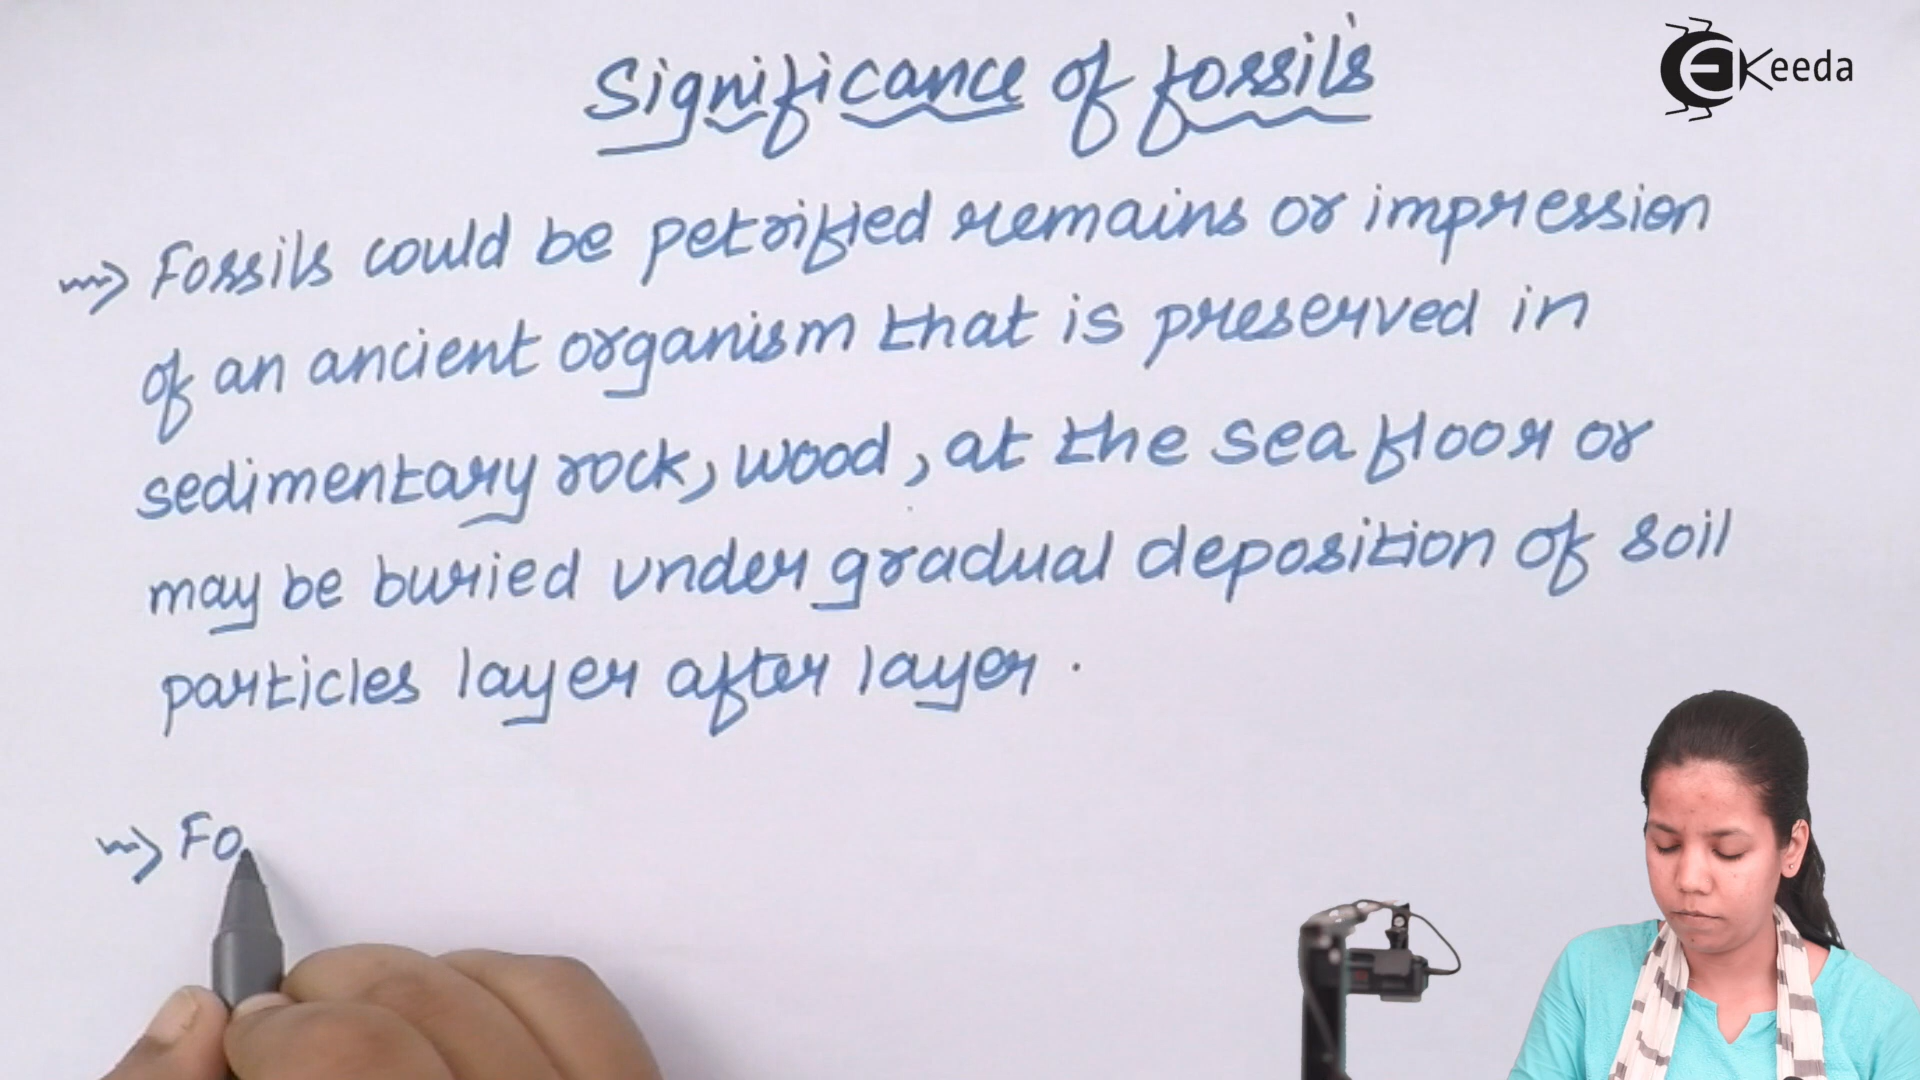 Significance of fossil's
EKeeda
Fossils could be petrified remains or impression
of an ancient organism that is preserved in
sedimentary rock, wood, at the sea floor or
may be buried under gradual deposition of soil
particles layer after layer.
Fo